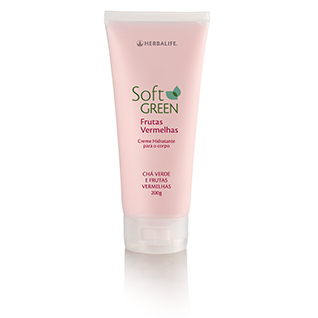 HERBALIFE.
Soft
GREEN
Frutas
Vermelhas
Creme Hidratante
para o corpo
CHÁ VERDE
E FRUTAS
VERMELHAS
200g